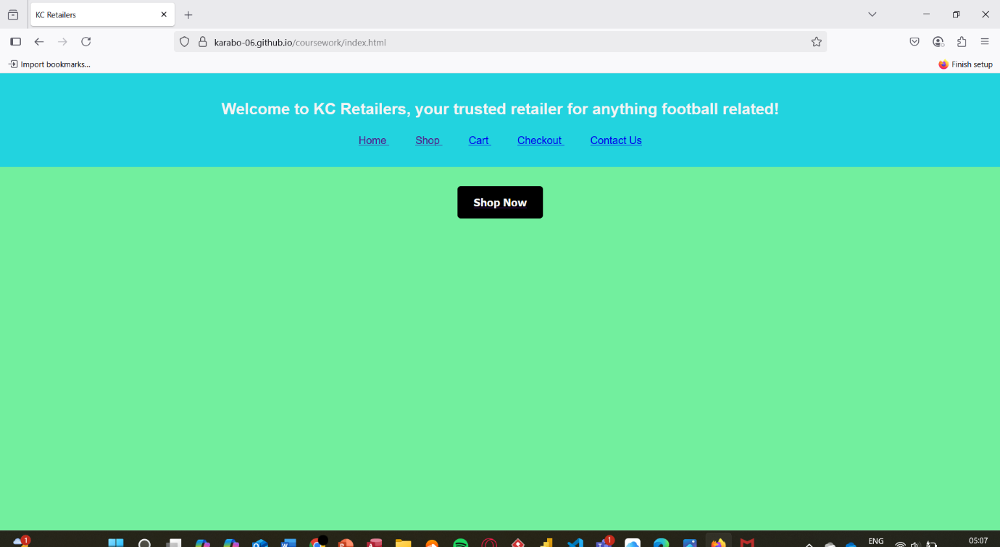 KC Retailers
karabo-06.github.io/coursework/index.html
Import bookmarks...
Finish setup
Welcome to KC Retailers, your trusted retailer for anything football related!
Home Shop Cart Checkout Contact Us
Shop Now
1
1
ENG
05:07